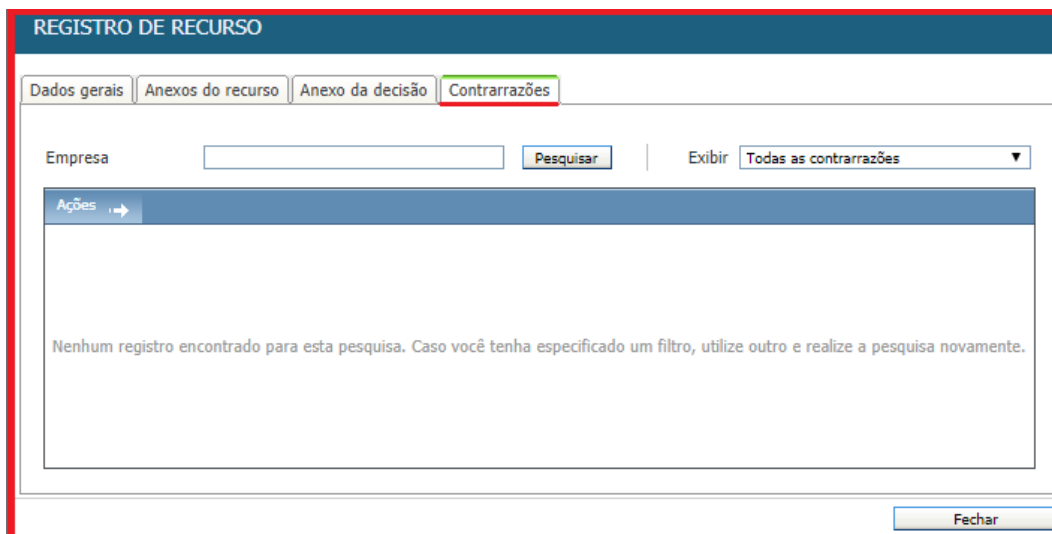 REGISTRO DE RECURSO
Dados gerais Anexos do recurso Anexo da decisão Contrarrazões
Empresa Pesquisar Exibir Todas as contrarrazões
Ações
Nenhum registro encontrado para esta pesquisa. Caso você tenha especificado um filtro, utilize outro e realize a pesquisa novamente.
Fechar